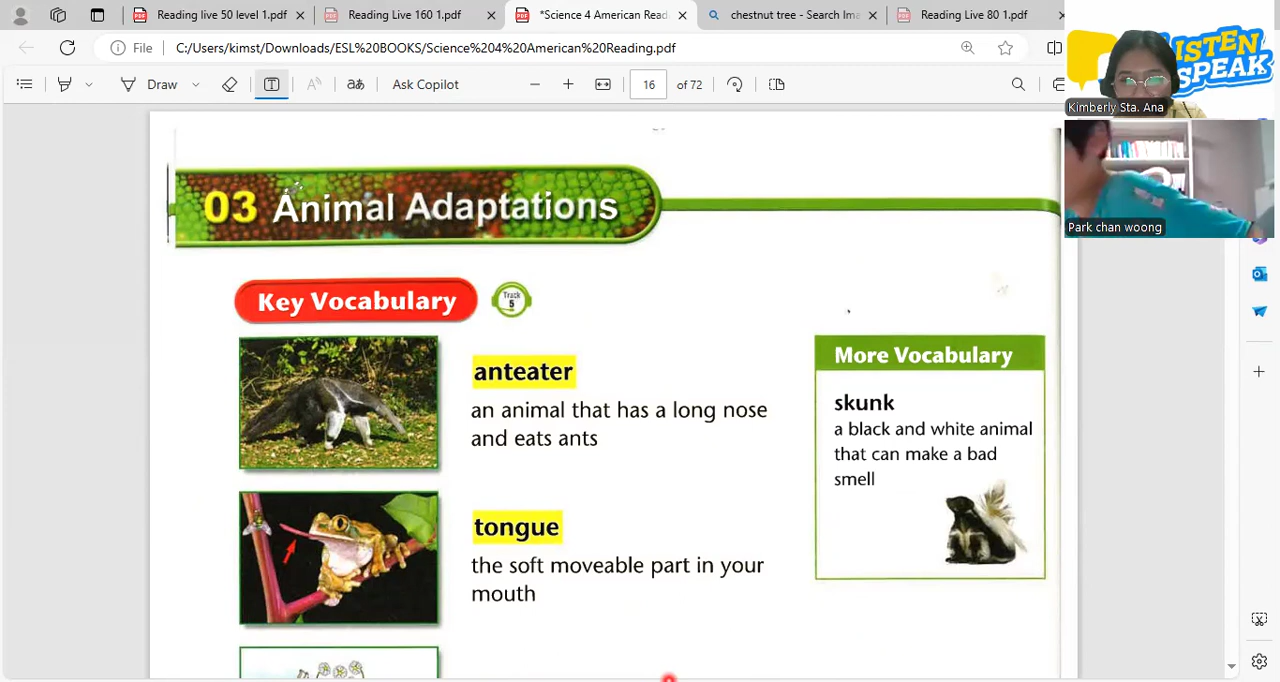 Reading live 50 level 1.pdf
Reading Live 160 1.pdf
*Science 4 American Read
chestnut tree - Search Ima
Reading Live 80 1.pdf
File
C:/Users/kimst/Downloads/ESL%20BOOKS/Science%204%20American%20Reading.pdf
Draw
aあ
Ask Copilot
16
of 72
LISTEN
SPEAK
Kimberly Sta. Ana
Park chan woong
03 Animal Adaptations
Key Vocabulary
Track
5
anteater
an animal that has a long nose
and eats ants
tongue
the soft moveable part in your
mouth
More Vocabulary
skunk
a black and white animal
that can make a bad
smell